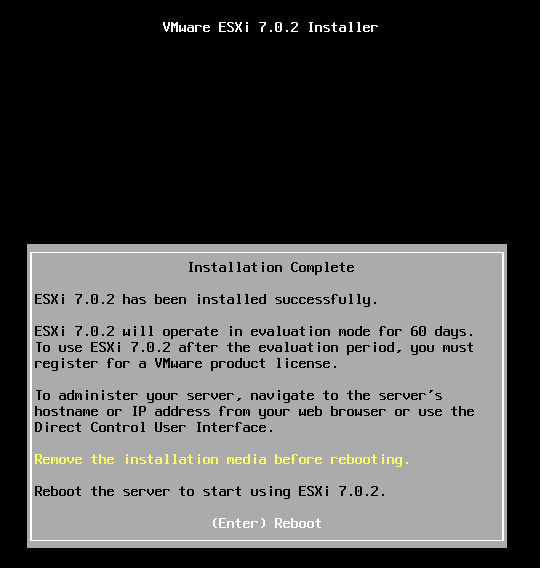 VMware ESXi 7.0.2 Installer
Installation Complete
ESXi 7.0.2 has been installed successfully.
ESXi 7.0.2 will operate in evaluation mode for 60 days.
To use ESXi 7.0.2 after the evaluation period, you must
register for a VMware product license.
To administer your server, navigate to the server's
hostname or IP address from your web browser or use the
Direct Control User Interface.
Remove the installation media before rebooting.
Reboot the server to start using ESXi 7.0.2.
(Enter) Reboot